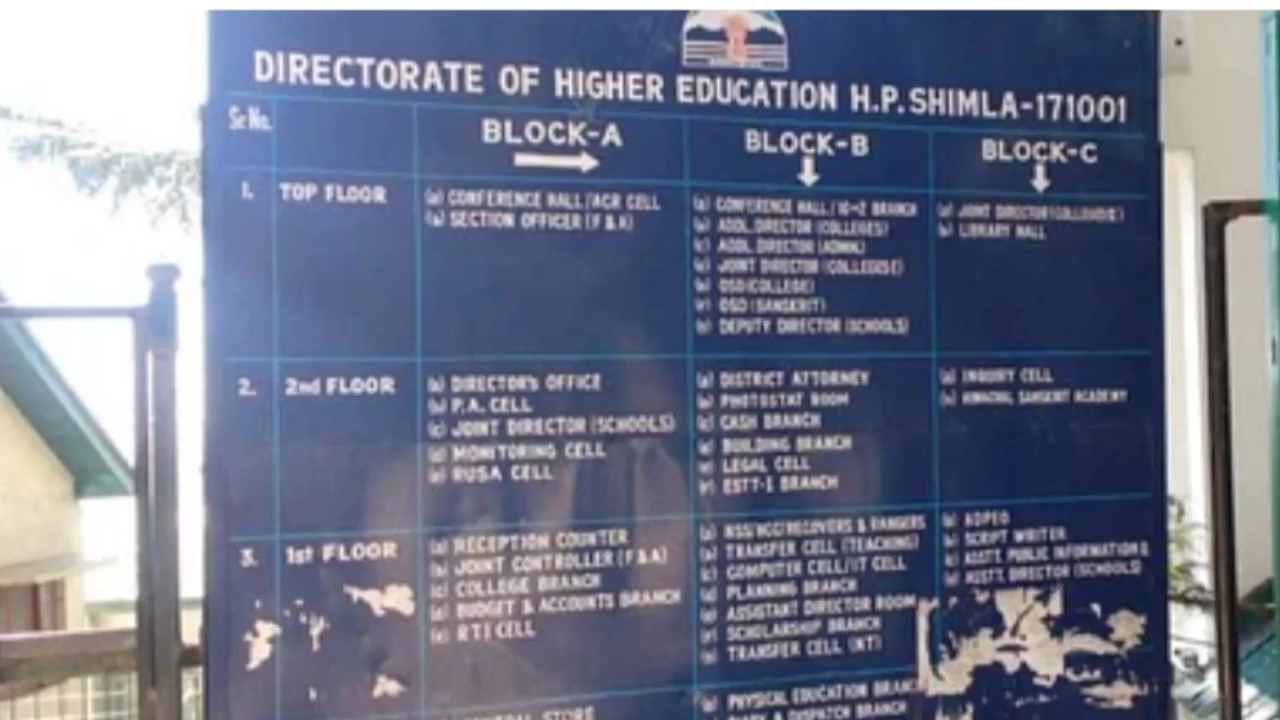 DIRECTORATE OF HIGHER EDUCATION H.P. SHIMLA-171001
Sr No.
BLOCK-A
BLOCK-B
BLOCK-C
1. TOP FLOOR
(a) CONFERENCE HALL/ACR CELL
SECTION OFFICER (F & A)
CONFERENCE HALL/10+2 BRANCH
ADDL. DIRECTOR (COLLEGES)
ADDL. DIRECTOR (ADMN.)
JOINT DIRECTOR
OSD (COLLEGE)
OSD (SANSKRIT)
DEPUTY DIRECTOR (SCHOOLS)
JOINT DIRECTOR
LIBRARY HALL
2. 2nd FLOOR
DIRECTOR's OFFICE
P.A. CELL
(c) JOINT DIRECTOR (SCHOOLS)
(d) MONITORING CELL
(e) RUSA CELL
(a) DISTRICT ATTORNEY
PHOTOSTAT ROOM
(c) CASH BRANCH
BUILDING BRANCH
LEGAL CELL
ESTT-I BRANCH
INQUIRY CELL
HIMACHAL SANSKRIT ACADEMY
3. 1st FLOOR
(a) RECEPTION COUNTER
JOINT CONTROLLER (F & A)
(c) COLLEGE BRANCH
(d) BUDGET & ACCOUNTS BRANCH
(e) RTI CELL
& RANGERS
TRANSFER CELL (TEACHING)
COMPUTER CELL/IT CELL
PLANNING BRANCH
ASSISTANT DIRECTOR ROOM
SCHOLARSHIP BRANCH
TRANSFER CELL (NT)
ADPEO
SCRIPT WRITER
ASSTT. PUBLIC INFORMATION
ASSTT. DIRECTOR (SCHOOLS)
STORE
PHYSICAL EDUCATION
& DISPATCH BRANCH